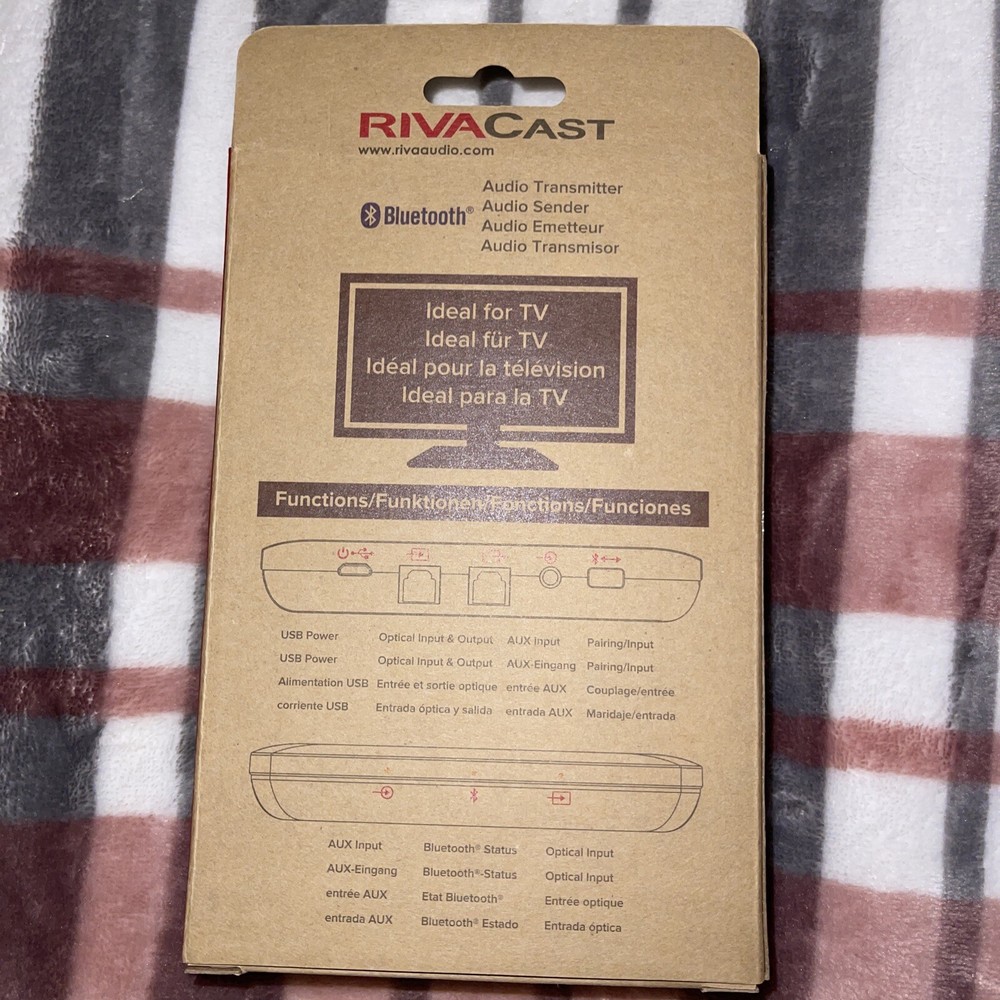 RIVACAST
www.rivaaudio.com
Bluetooth®
Audio Transmitter
Audio Sender
Audio Emetteur
Audio Transmisor
Ideal for TV
Ideal für TV
Idéal pour la télévision
Ideal para la TV
Functions/Funktionen/Fonctions/Funciones
USB Power Optical Input & Output AUX Input Pairing/Input
USB Power Optical Input & Output AUX-Eingang Pairing/Input
Alimentation USB Entrée et sortie optique entrée AUX Couplage/entrée
corriente USB Entrada óptica y salida entrada AUX Maridaje/entrada
AUX Input Bluetooth® Status Optical Input
AUX-Eingang Bluetooth®-Status Optical Input
entrée AUX Etat Bluetooth® Entrée optique
entrada AUX Bluetooth® Estado Entrada óptica